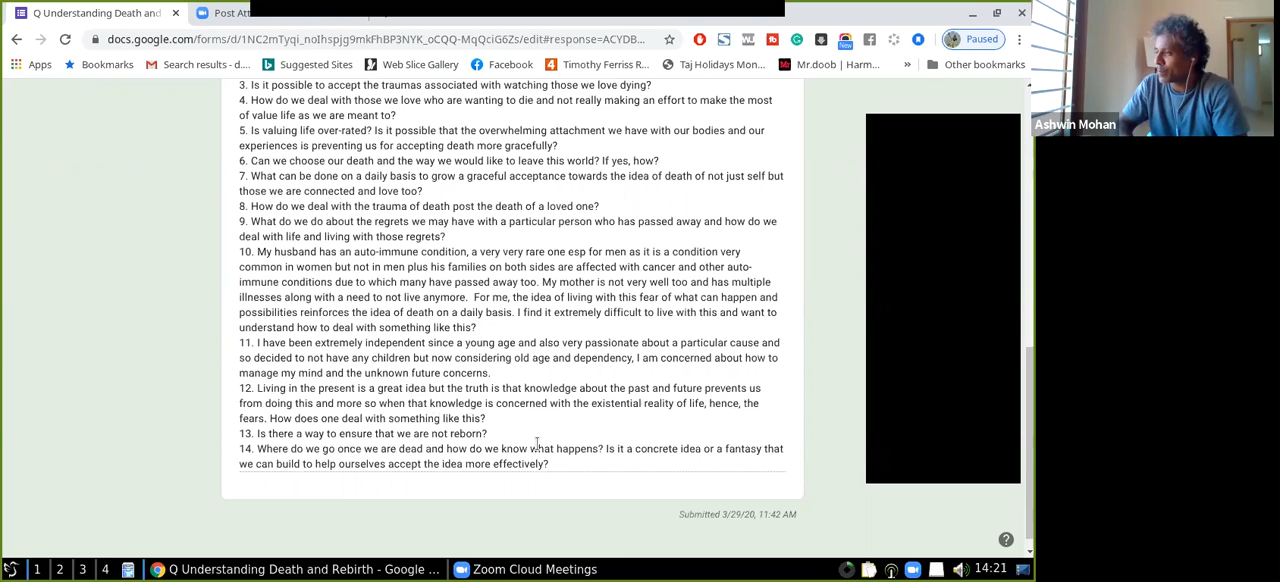 Q Understanding Death and
Post Att
docs.google.com/forms/d/1NC2mTyqi_noIhspjg9mkFhBP3NYK_oCQQ-MqQciG6Zs/edit#response=ACYDB...
Paused
Apps
Bookmarks
Search results - d....
Suggested Sites
Web Slice Gallery
Facebook
Timothy Ferriss R...
Taj Holidays Mon...
Mr.doob | Harm...
»
Other bookmarks
3. Is it possible to accept the traumas associated with watching those we love dying?
4. How do we deal with those we love who are wanting to die and not really making an effort to make the most
of value life as we are meant to?
5. Is valuing life over-rated? Is it possible that the overwhelming attachment we have with our bodies and our
experiences is preventing us for accepting death more gracefully?
6. Can we choose our death and the way we would like to leave this world? If yes, how?
7. What can be done on a daily basis to grow a graceful acceptance towards the idea of death of not just self but
those we are connected and love too?
8. How do we deal with the trauma of death post the death of a loved one?
9. What do we do about the regrets we may have with a particular person who has passed away and how do we
deal with life and living with those regrets?
10. My husband has an auto-immune condition, a very very rare one esp for men as it is a condition very
common in women but not in men plus his families on both sides are affected with cancer and other auto-
immune conditions due to which many have passed away too. My mother is not very well too and has multiple
illnesses along with a need to not live anymore. For me, the idea of living with this fear of what can happen and
possibilities reinforces the idea of death on a daily basis. I find it extremely difficult to live with this and want to
understand how to deal with something like this?
11. I have been extremely independent since a young age and also very passionate about a particular cause and
so decided to not have any children but now considering old age and dependency, I am concerned about how to
manage my mind and the unknown future concerns.
12. Living in the present is a great idea but the truth is that knowledge about the past and future prevents us
from doing this and more so when that knowledge is concerned with the existential reality of life, hence, the
fears. How does one deal with something like this?
13. Is there a way to ensure that we are not reborn?
14. Where do we go once we are dead and how do we know what happens? Is it a concrete idea or a fantasy that
we can build to help ourselves accept the idea more effectively?
Submitted 3/29/20, 11:42 AM
Ashwin Mohan
1 2 3 4
Q Understanding Death and Rebirth - Google ...
Zoom Cloud Meetings
14:21